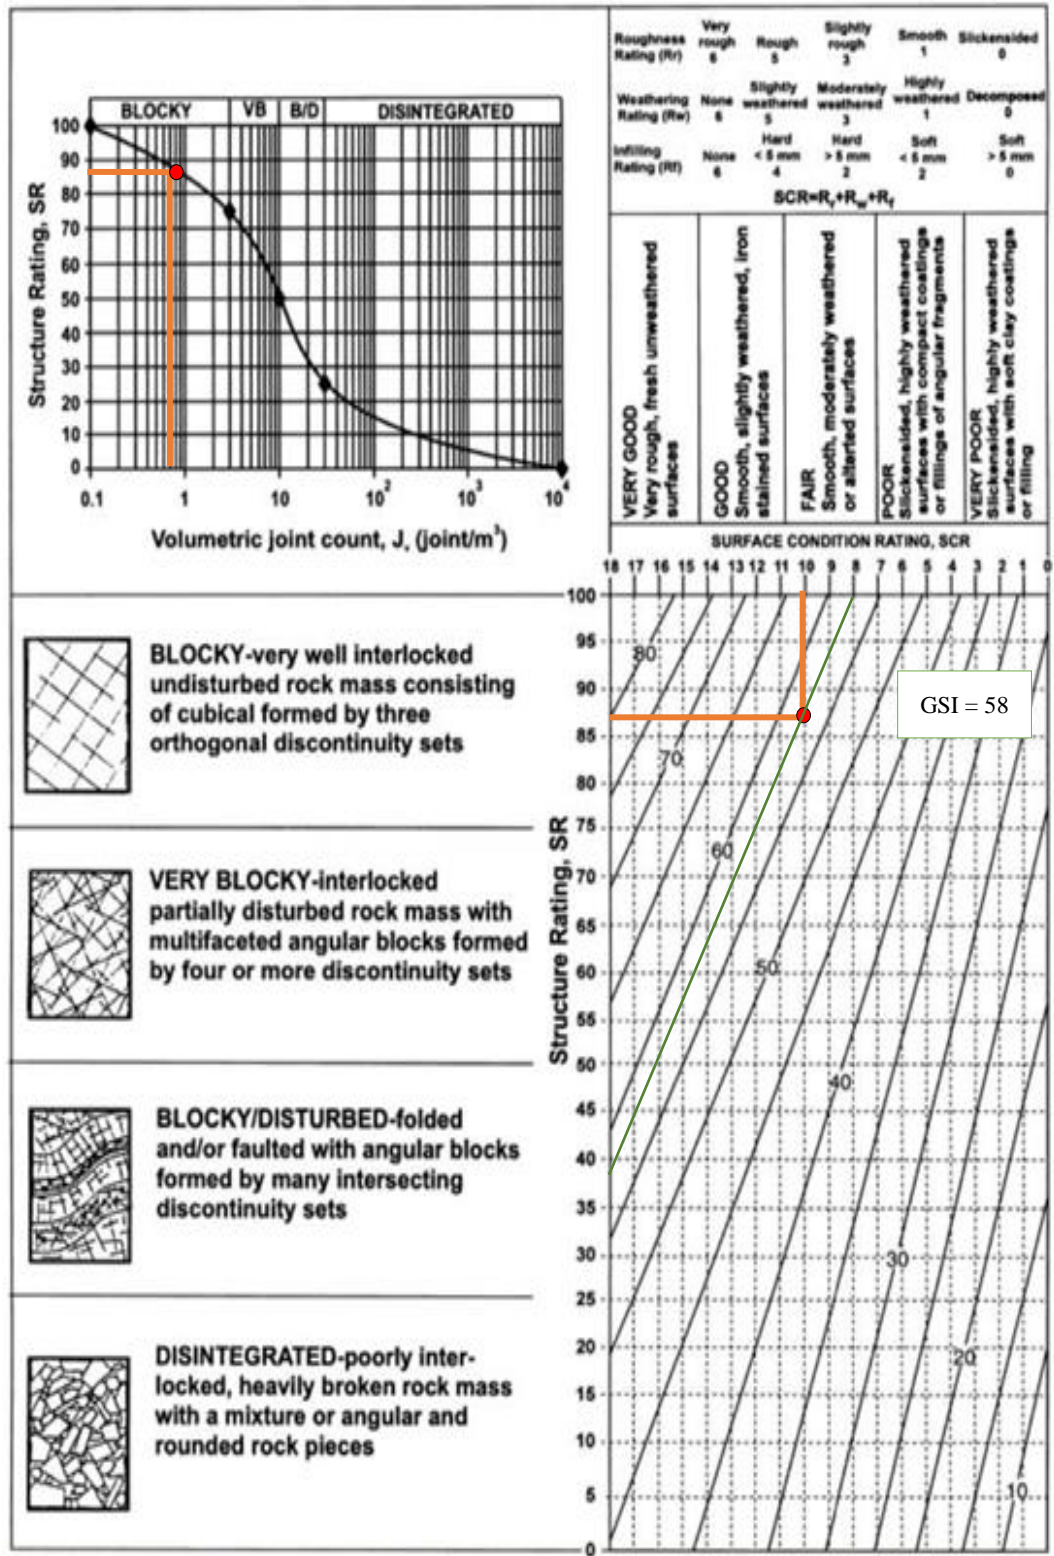 BLOCKY VB B/D DISINTEGRATED
100
90
80
70
60
50
40
30
20
10
0
Structure Rating, SR
0.1 1 10 10² 10³ 10⁴
Volumetric joint count, Jᵥ (joint/m³)
Roughness Rating (Rr)
Very rough 6
Rough 5
Slightly rough 3
Smooth 1
Slickensided 0
Weathering Rating (Rw)
None 6
Slightly weathered 5
Moderately weathered 3
Highly weathered 1
Decomposed 0
Infilling Rating (Rf)
None 6
Hard < 5 mm 4
Hard > 5 mm 2
Soft < 5 mm 2
Soft > 5 mm 0
SCR=Rr+Rw+Rf
VERY GOOD
Very rough, fresh unweathered
surfaces
GOOD
Smooth, slightly weathered, iron
stained surfaces
FAIR
Smooth, moderately weathered
or alterted surfaces
POOR
Slickensided, highly weathered
surfaces with compact coatings
or fillings of angular fragments
VERY POOR
Slickensided, highly weathered
surfaces with soft clay coatings
or filling
SURFACE CONDITION RATING, SCR
18 17 16 15 14 13 12 11 10 9 8 7 6 5 4 3 2 1 0
BLOCKY-very well interlocked
undisturbed rock mass consisting
of cubical formed by three
orthogonal discontinuity sets
VERY BLOCKY-interlocked
partially disturbed rock mass with
multifaceted angular blocks formed
by four or more discontinuity sets
BLOCKY/DISTURBED-folded
and/or faulted with angular blocks
formed by many intersecting
discontinuity sets
DISINTEGRATED-poorly inter-
locked, heavily broken rock mass
with a mixture or angular and
rounded rock pieces
Structure Rating, SR
100
95
90
85
80
75
70
65
60
55
50
45
40
35
30
25
20
15
10
5
0
80
70
60
50
40
30
20
10
GSI = 58